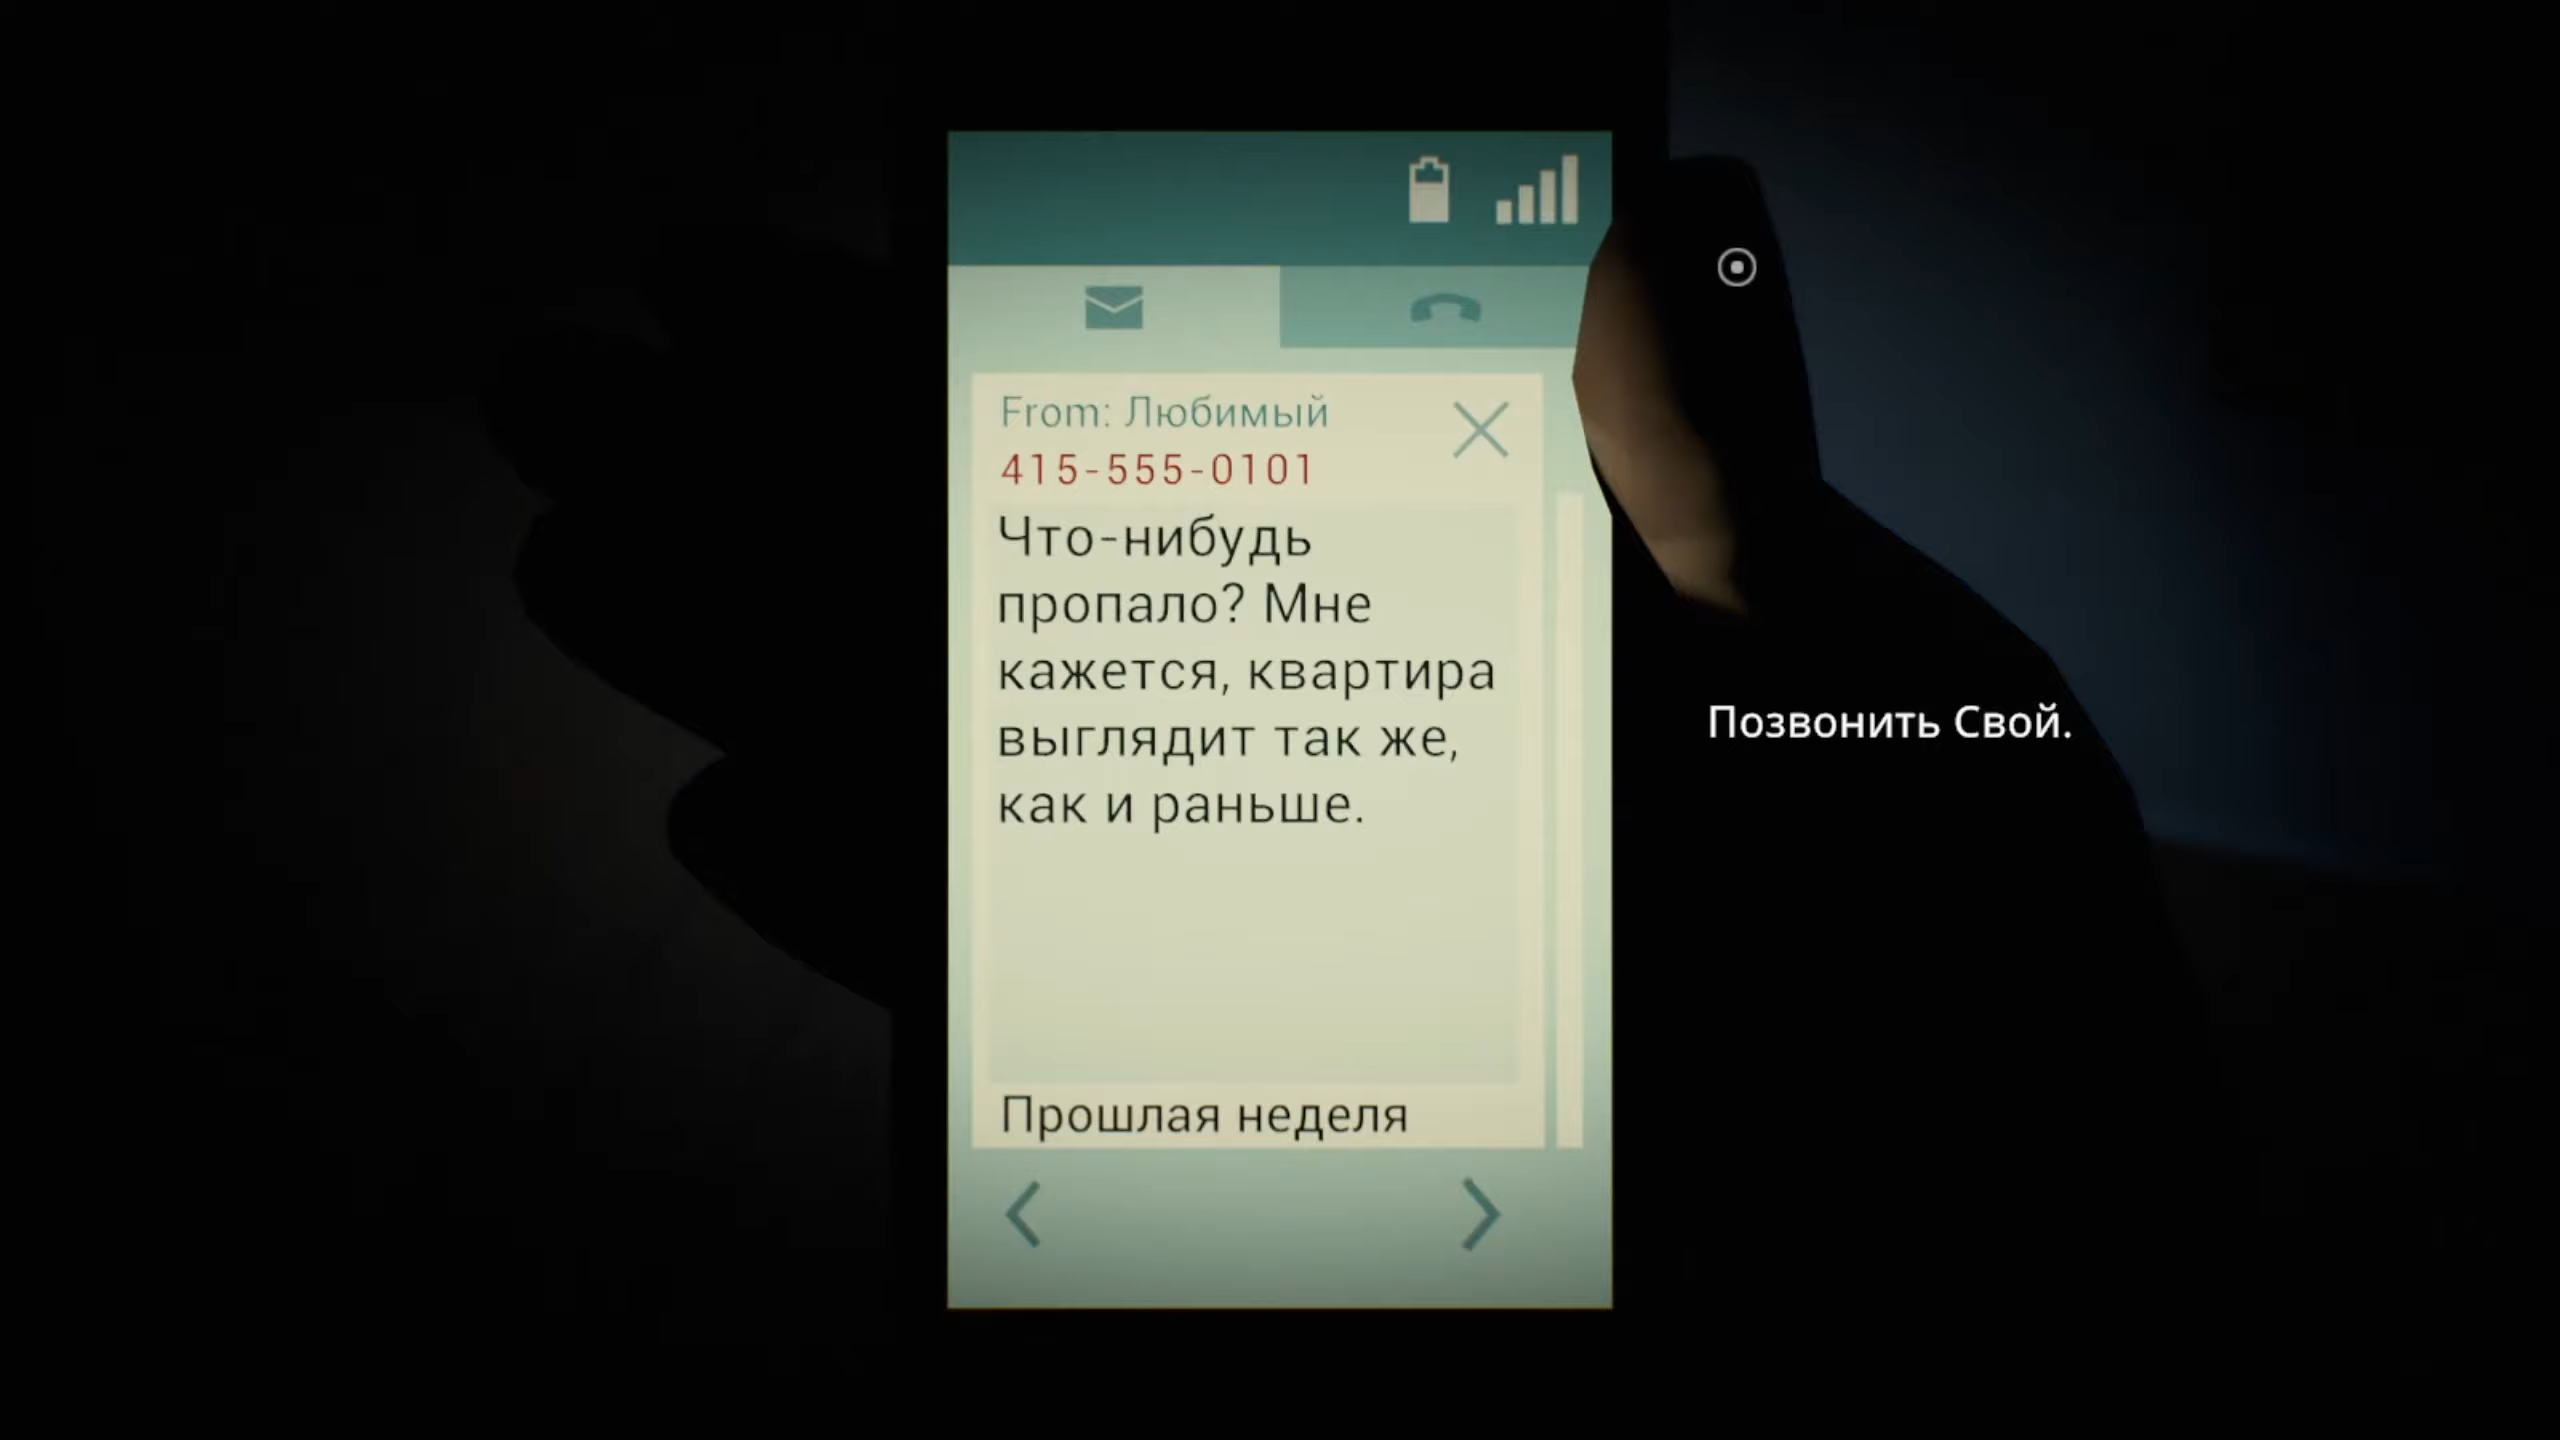 From: Любимый
415-555-0101
Что-нибудь
пропало? Мне
кажется, квартира
выглядит так же,
как и раньше.
Прошлая неделя
Позвонить Свой.